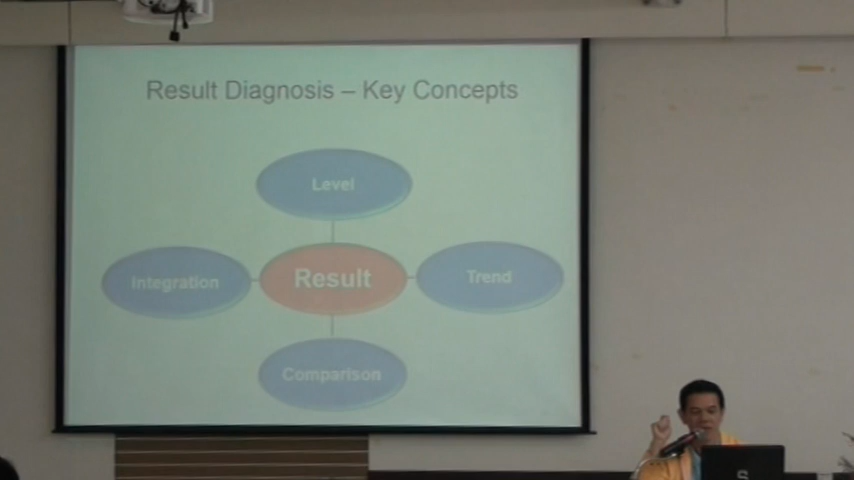 Result Diagnosis – Key Concepts
Level
Integration
Result
Trend
Comparison
S